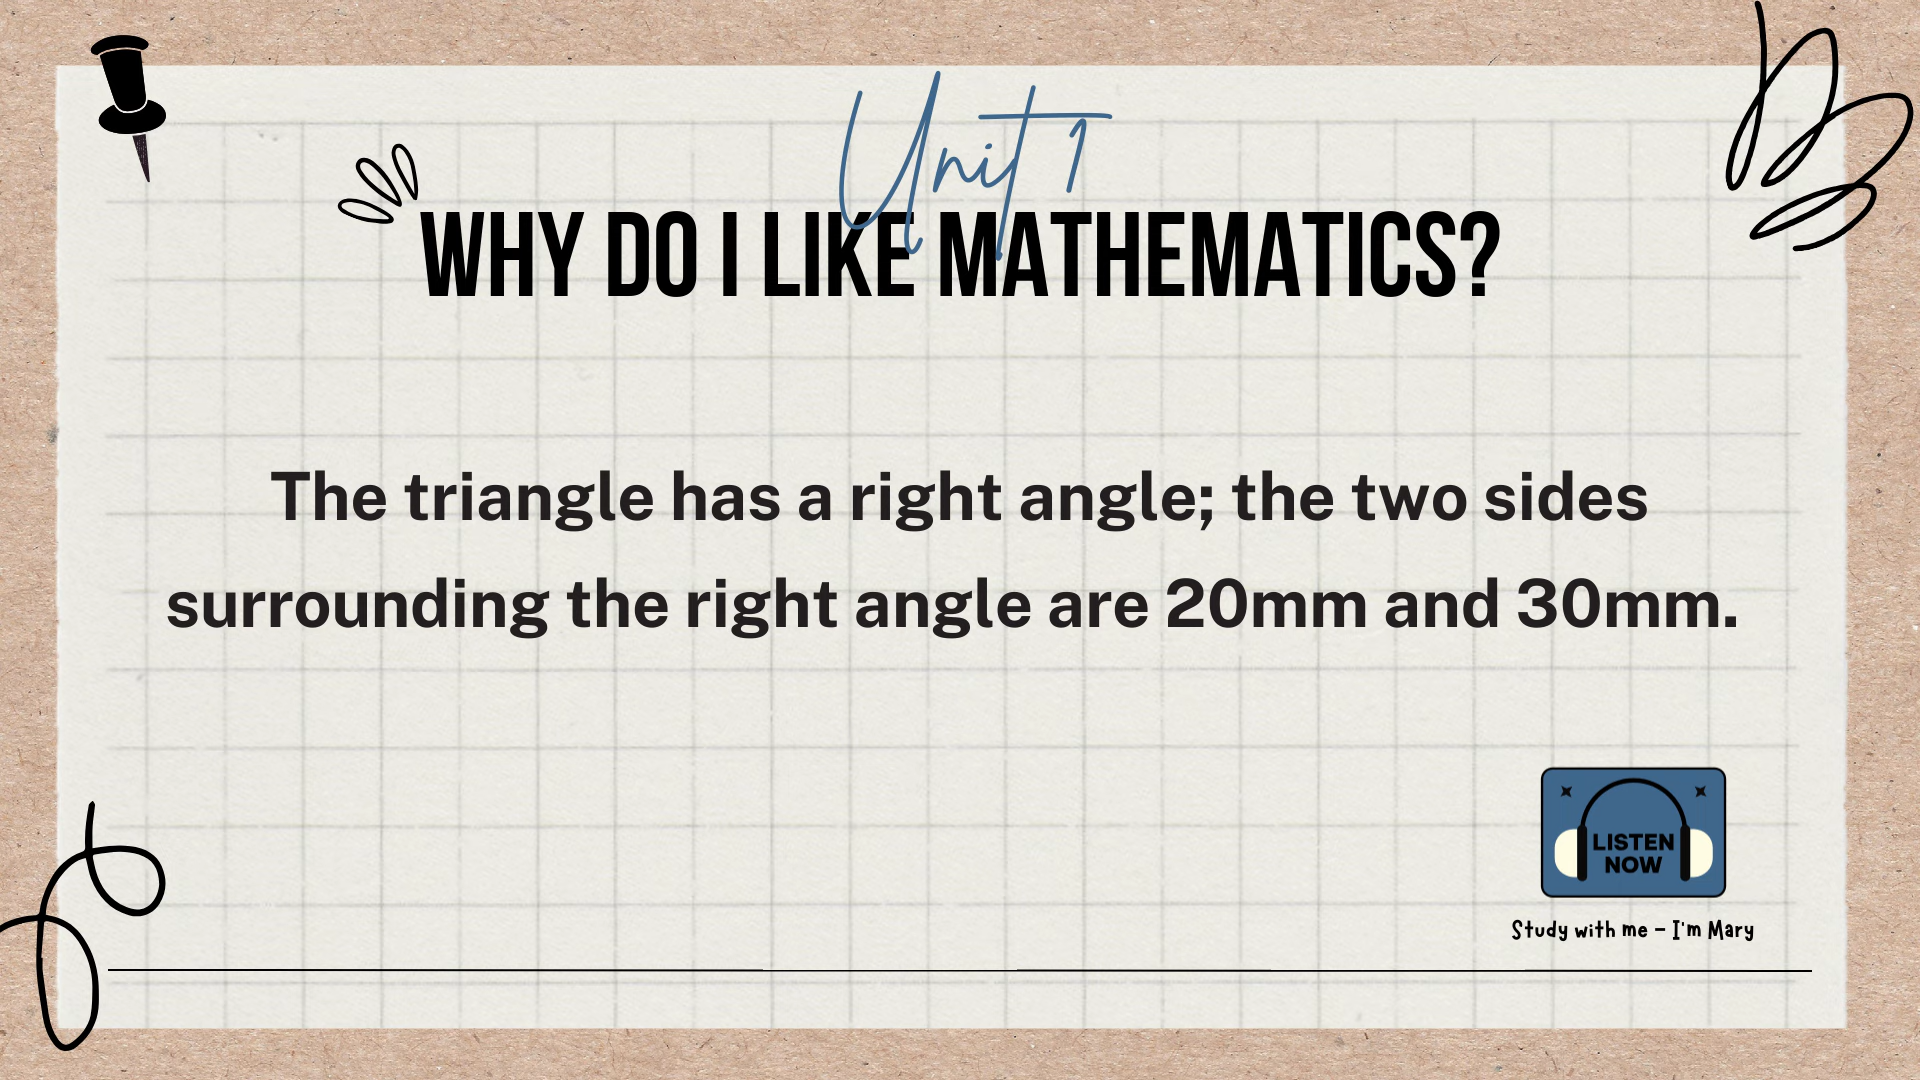 Unit 1
WHY DO I LIKE MATHEMATICS?
The triangle has a right angle; the two sides
surrounding the right angle are 20mm and 30mm.
LISTEN
NOW
Study with me - I'm Mary